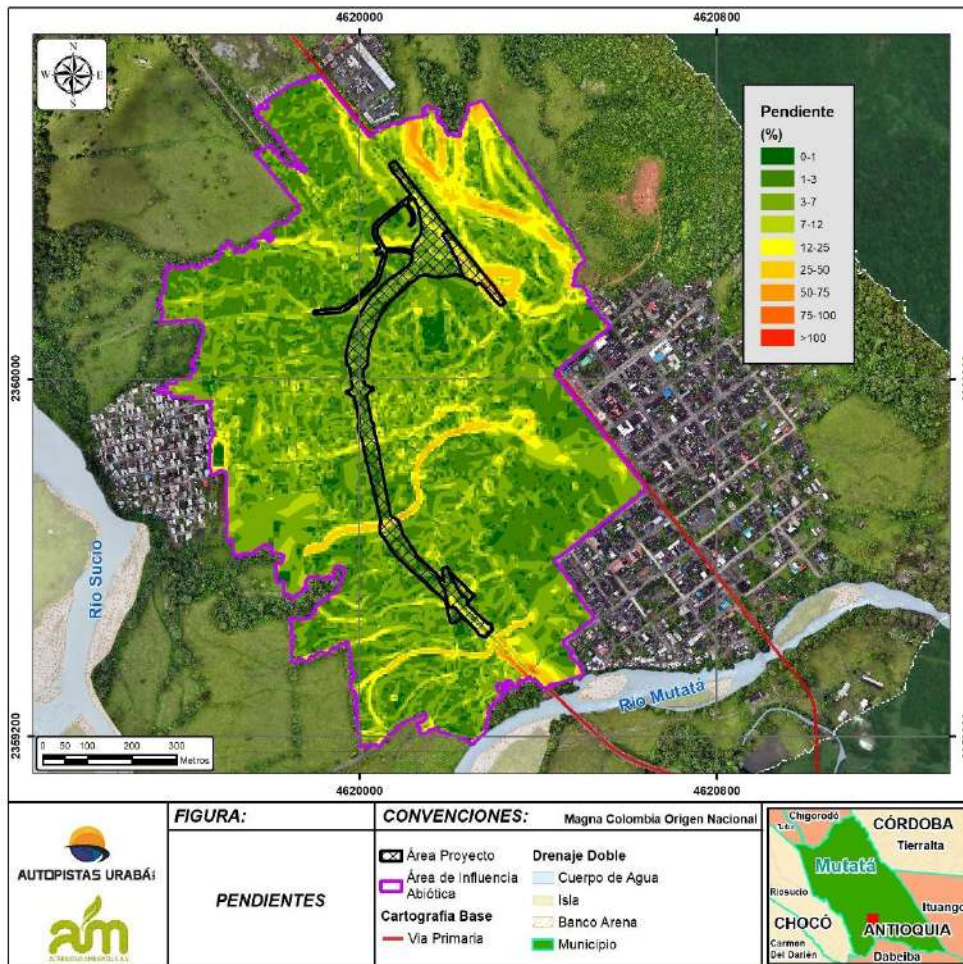 4620000
4620800
N
W
E
S
Pendiente
(%)
0-1
1-3
3-7
7-12
12-25
25-50
50-75
75-100
>100
2360000
Río Sucio
Río Mutatá
2359200
0 50 100 200 300
Metros
4620000
4620800
AUTOPISTAS URABÁ
am
FIGURA:
PENDIENTES
CONVENCIONES:
Magna Colombia Origen Nacional
Área Proyecto
Área de Influencia
Abiótica
Cartografía Base
Via Primaria
Drenaje Doble
Cuerpo de Agua
Isla
Banco Arena
Municipio
Chigorodó
CÓRDOBA
Tierralta
Mutatá
Riosucio
Ituango
CHOCÓ
ANTIOQUIA
Carmen
Del Darién
Dabeiba